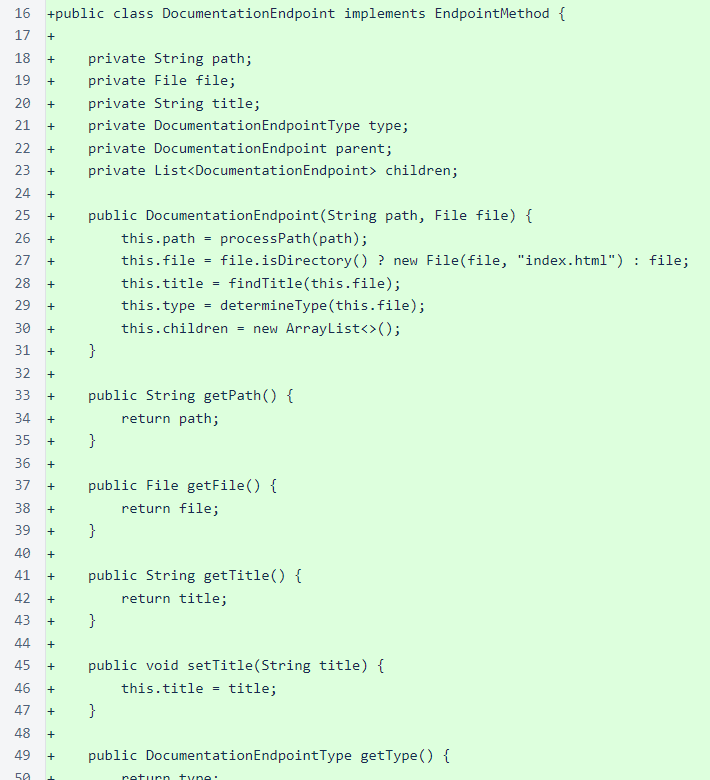 16 +public class DocumentationEndpoint implements EndpointMethod {
17 +
18 +    private String path;
19 +    private File file;
20 +    private String title;
21 +    private DocumentationEndpointType type;
22 +    private DocumentationEndpoint parent;
23 +    private List<DocumentationEndpoint> children;
24 +
25 +    public DocumentationEndpoint(String path, File file) {
26 +        this.path = processPath(path);
27 +        this.file = file.isDirectory() ? new File(file, "index.html") : file;
28 +        this.title = findTitle(this.file);
29 +        this.type = determineType(this.file);
30 +        this.children = new ArrayList<>();
31 +    }
32 +
33 +    public String getPath() {
34 +        return path;
35 +    }
36 +
37 +    public File getFile() {
38 +        return file;
39 +    }
40 +
41 +    public String getTitle() {
42 +        return title;
43 +    }
44 +
45 +    public void setTitle(String title) {
46 +        this.title = title;
47 +    }
48 +
49 +    public DocumentationEndpointType getType() {
50 +        return type;